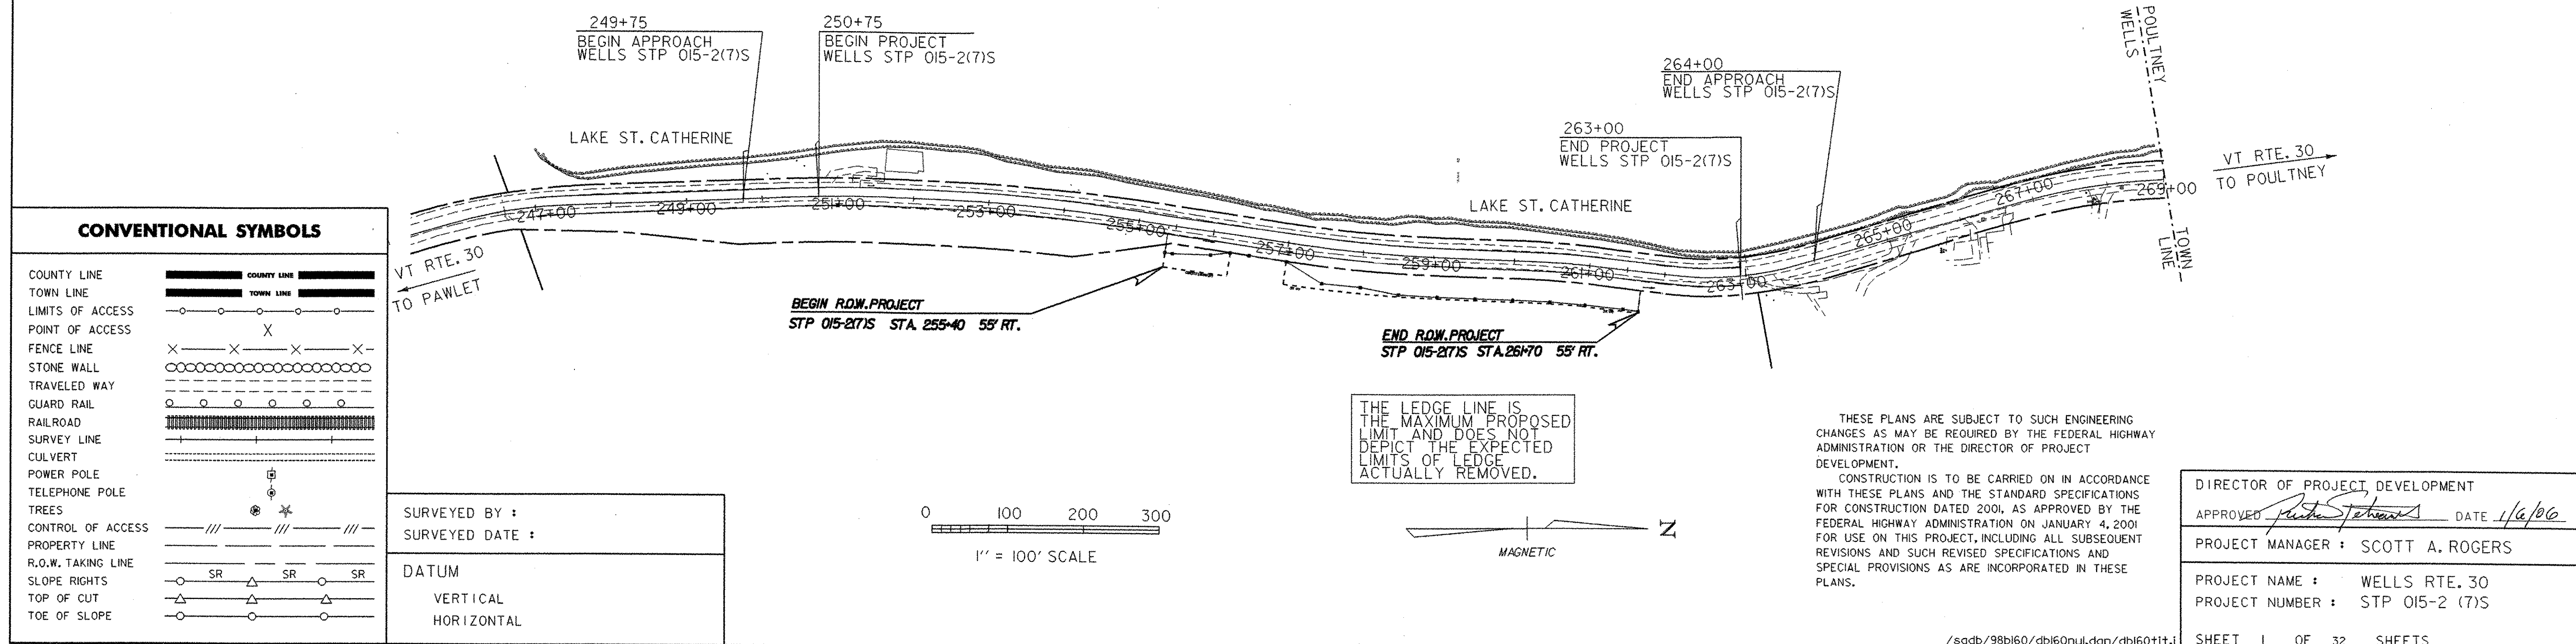 249+75
BEGIN APPROACH
WELLS STP 015-2(7)S
250+75
BEGIN PROJECT
WELLS STP 015-2(7)S
264+00
END APPROACH
WELLS STP 015-2(7)S
263+00
END PROJECT
WELLS STP 015-2(7)S
POULTNEY
WELLS
TOWN
LINE
LAKE ST. CATHERINE
LAKE ST. CATHERINE
VT RTE. 30
TO POULTNEY
VT RTE. 30
TO PAWLET
247+00
249+00
251+00
253+00
255+00
257+00
259+00
261+00
263+00
265+00
267+00
269+00
BEGIN R.O.W. PROJECT
STP 015-2(7)S STA. 255+40 55' RT.
END R.O.W. PROJECT
STP 015-2(7)S STA. 261+70 55' RT.
CONVENTIONAL SYMBOLS
COUNTY LINE COUNTY LINE
TOWN LINE TOWN LINE
LIMITS OF ACCESS
POINT OF ACCESS
FENCE LINE
STONE WALL
TRAVELED WAY
GUARD RAIL
RAILROAD
SURVEY LINE
CULVERT
POWER POLE
TELEPHONE POLE
TREES
CONTROL OF ACCESS
PROPERTY LINE
R.O.W. TAKING LINE
SLOPE RIGHTS SR SR SR
TOP OF CUT
TOE OF SLOPE
SURVEYED BY :
SURVEYED DATE :
DATUM
VERTICAL
HORIZONTAL
0 100 200 300
1'' = 100' SCALE
THE LEDGE LINE IS
THE MAXIMUM PROPOSED
LIMIT AND DOES NOT
DEPICT THE EXPECTED
LIMITS OF LEDGE
ACTUALLY REMOVED.
N
MAGNETIC
THESE PLANS ARE SUBJECT TO SUCH ENGINEERING
CHANGES AS MAY BE REQUIRED BY THE FEDERAL HIGHWAY
ADMINISTRATION OR THE DIRECTOR OF PROJECT
DEVELOPMENT.
CONSTRUCTION IS TO BE CARRIED ON IN ACCORDANCE
WITH THESE PLANS AND THE STANDARD SPECIFICATIONS
FOR CONSTRUCTION DATED 2001, AS APPROVED BY THE
FEDERAL HIGHWAY ADMINISTRATION ON JANUARY 4, 2001
FOR USE ON THIS PROJECT, INCLUDING ALL SUBSEQUENT
REVISIONS AND SUCH REVISED SPECIFICATIONS AND
SPECIAL PROVISIONS AS ARE INCORPORATED IN THESE
PLANS.
DIRECTOR OF PROJECT DEVELOPMENT
APPROVED DATE 1/6/06
PROJECT MANAGER : SCOTT A. ROGERS
PROJECT NAME : WELLS RTE. 30
PROJECT NUMBER : STP 015-2 (7)S
SHEET 1 OF 32 SHEETS